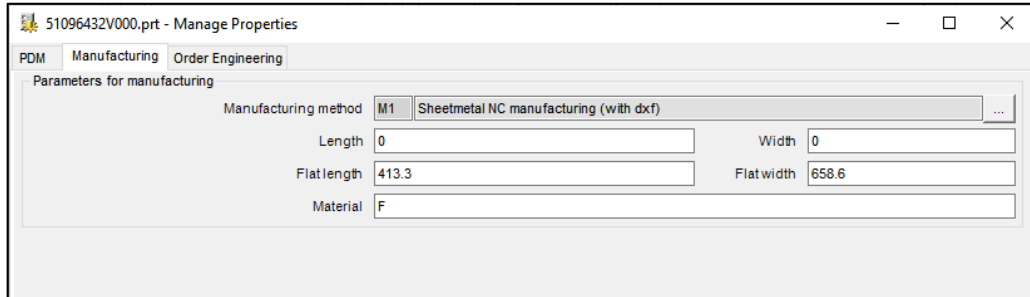 51096432V000.prt - Manage Properties
PDM Manufacturing Order Engineering
Parameters for manufacturing
Manufacturing method M1 Sheetmetal NC manufacturing (with dxf) ...
Length 0 Width 0
Flat length 413.3 Flat width 658.6
Material F